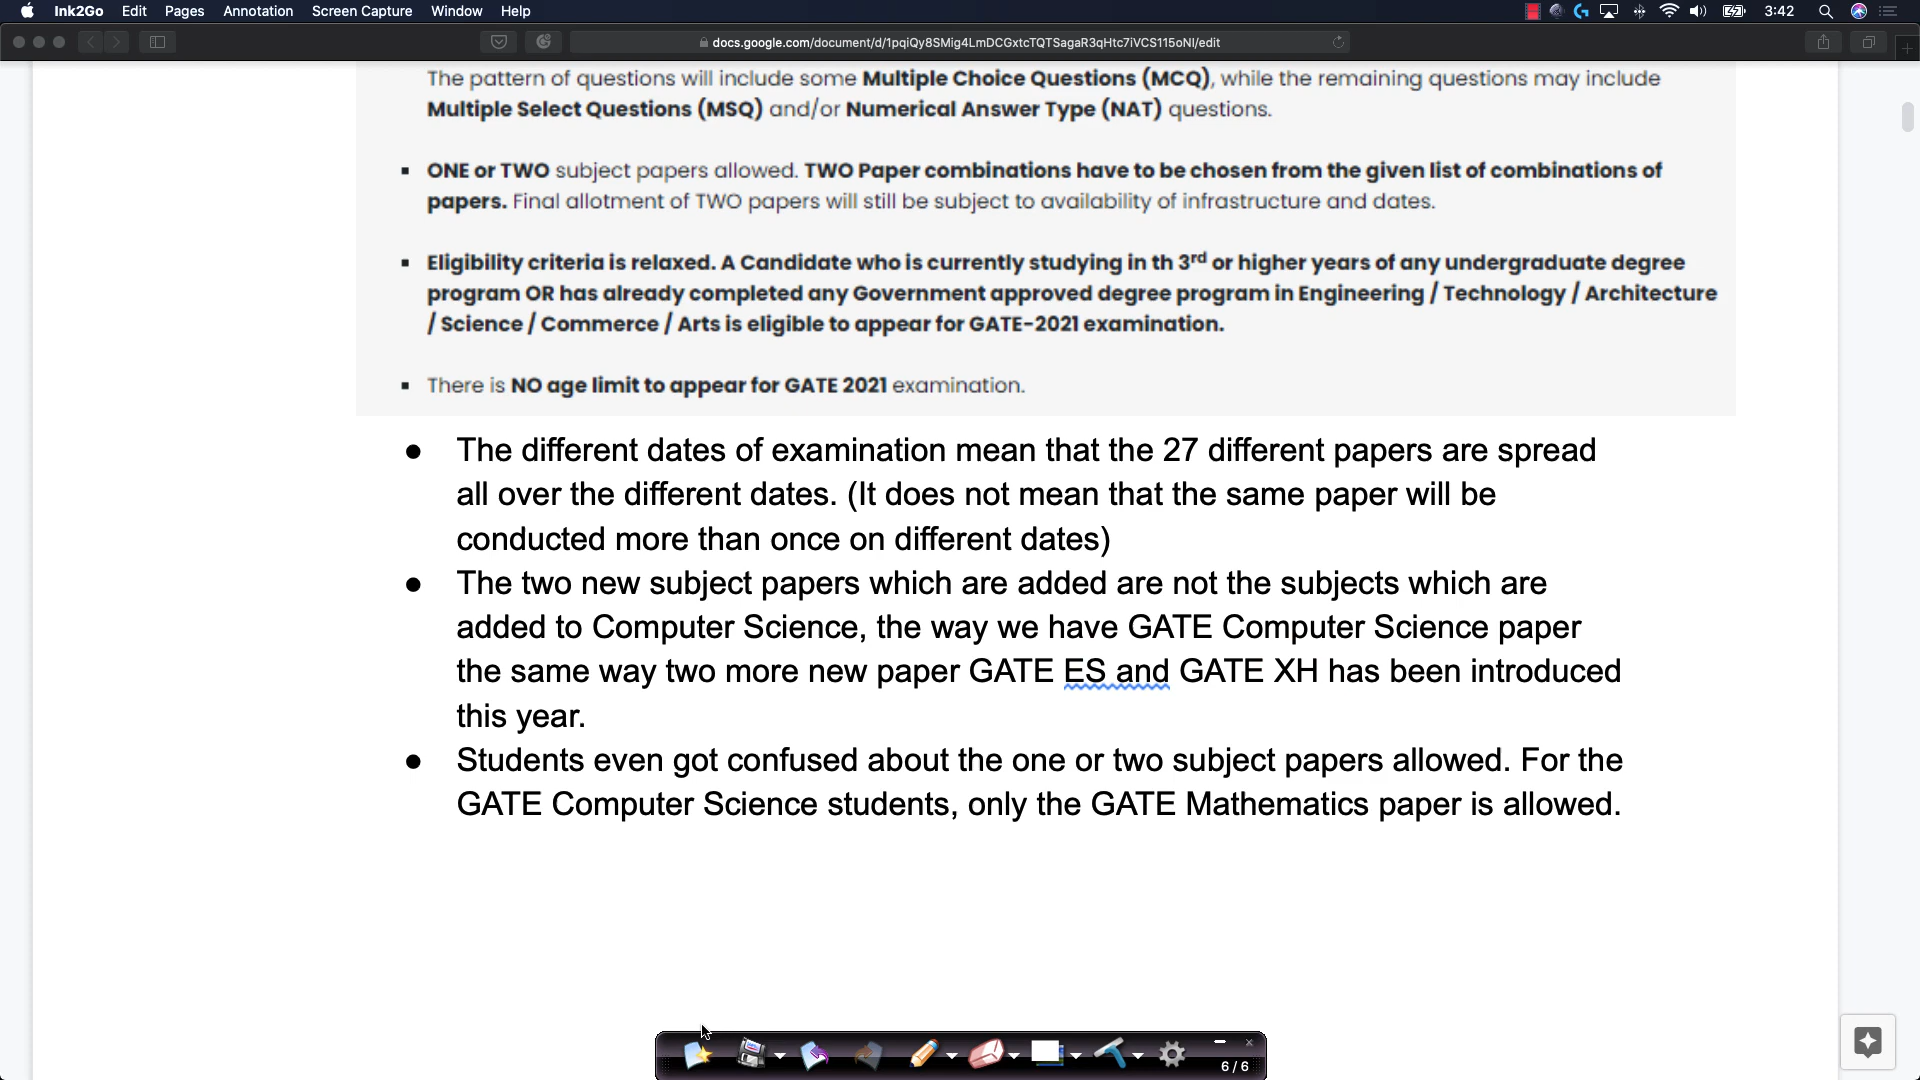 Ink2Go Edit Pages Annotation Screen Capture Window Help 3:42
docs.google.com/document/d/1pqiQy8SMig4LmDCGxtcTQTSagaR3qHtc7iVCS115oNI/edit
The pattern of questions will include some Multiple Choice Questions (MCQ), while the remaining questions may include
Multiple Select Questions (MSQ) and/or Numerical Answer Type (NAT) questions.
▪ ONE or TWO subject papers allowed. TWO Paper combinations have to be chosen from the given list of combinations of
papers. Final allotment of TWO papers will still be subject to availability of infrastructure and dates.
▪ Eligibility criteria is relaxed. A Candidate who is currently studying in th 3rd or higher years of any undergraduate degree
program OR has already completed any Government approved degree program in Engineering / Technology / Architecture
/ Science / Commerce / Arts is eligible to appear for GATE-2021 examination.
▪ There is NO age limit to appear for GATE 2021 examination.
● The different dates of examination mean that the 27 different papers are spread
all over the different dates. (It does not mean that the same paper will be
conducted more than once on different dates)
● The two new subject papers which are added are not the subjects which are
added to Computer Science, the way we have GATE Computer Science paper
the same way two more new paper GATE ES and GATE XH has been introduced
this year.
● Students even got confused about the one or two subject papers allowed. For the
GATE Computer Science students, only the GATE Mathematics paper is allowed.
6 / 6